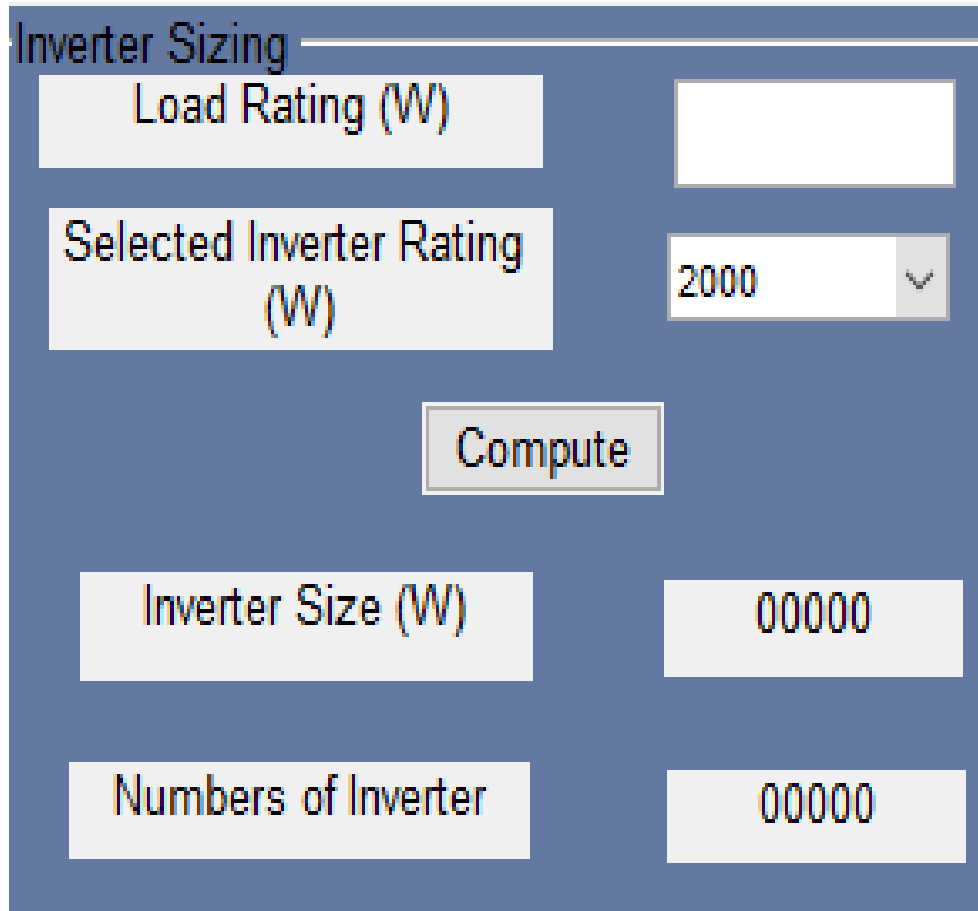 Inverter Sizing
Load Rating (W)
Selected Inverter Rating
(W)
2000
Compute
Inverter Size (W)
00000
Numbers of Inverter
00000